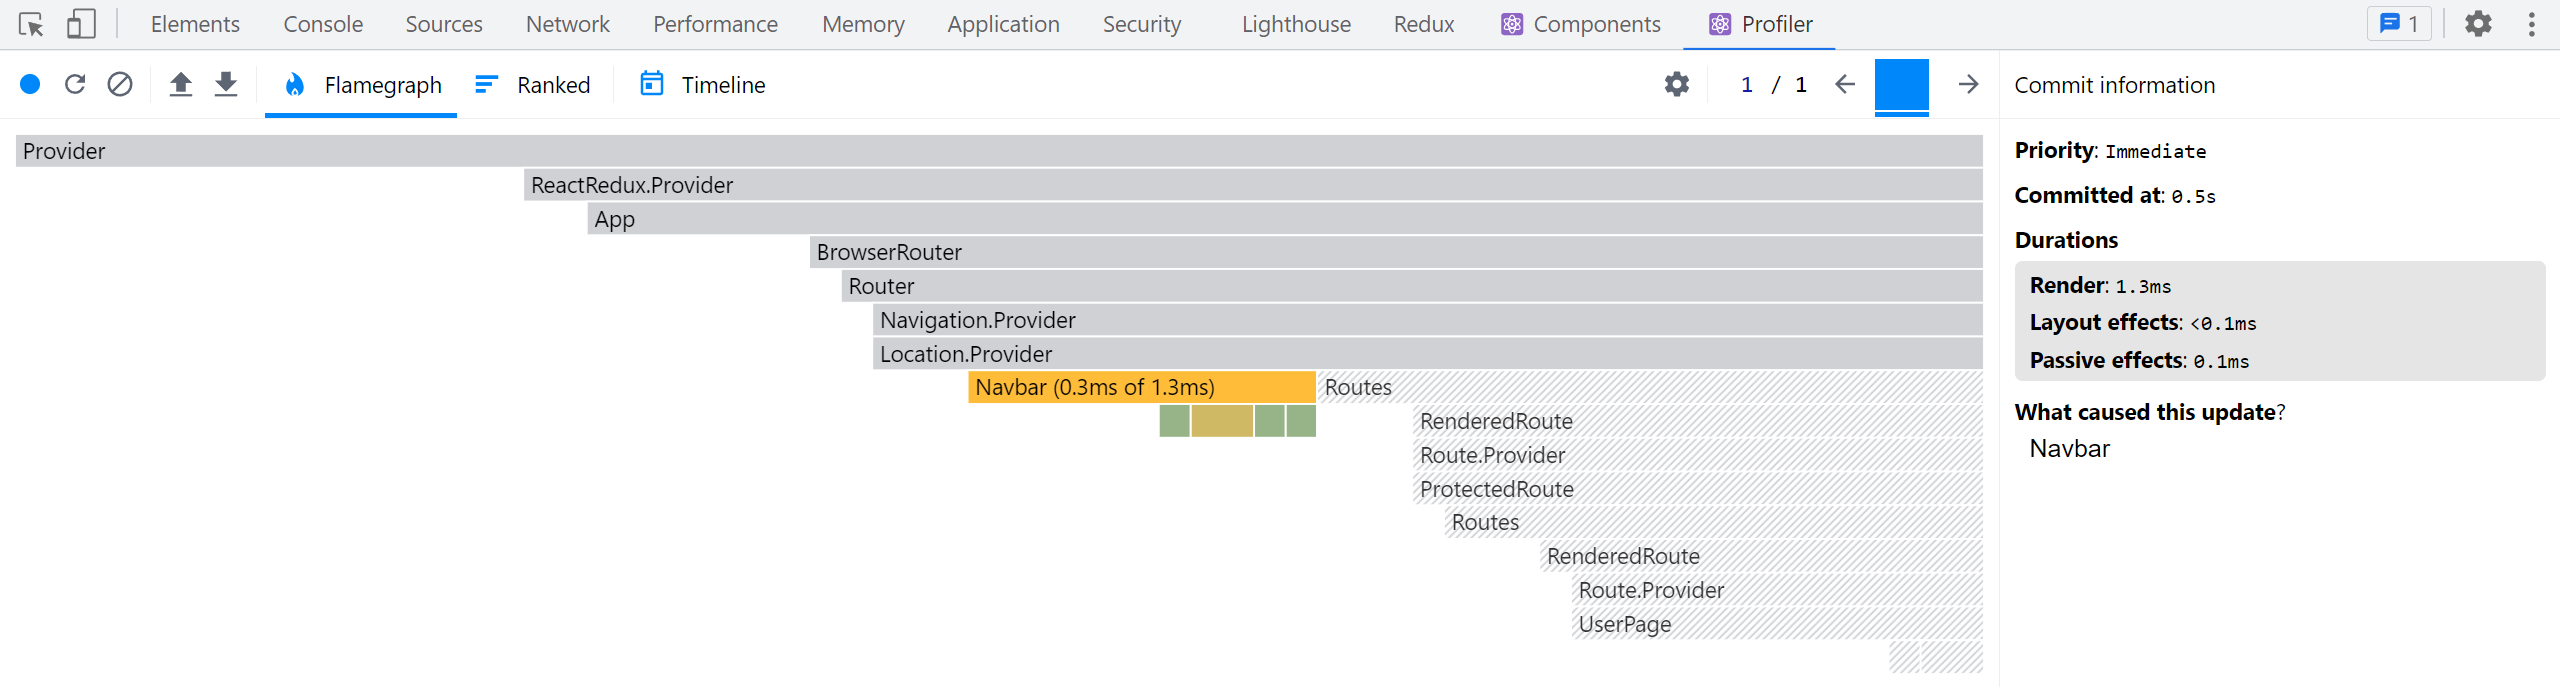 Elements Console Sources Network Performance Memory Application Security Lighthouse Redux Components Profiler 1
Flamegraph Ranked Timeline 1 / 1 Commit information
Provider
ReactRedux.Provider
App
BrowserRouter
Router
Navigation.Provider
Location.Provider
Navbar (0.3ms of 1.3ms) Routes
RenderedRoute
Route.Provider
ProtectedRoute
Routes
RenderedRoute
Route.Provider
UserPage
Priority: Immediate
Committed at: 0.5s
Durations
Render: 1.3ms
Layout effects: <0.1ms
Passive effects: 0.1ms
What caused this update?
Navbar